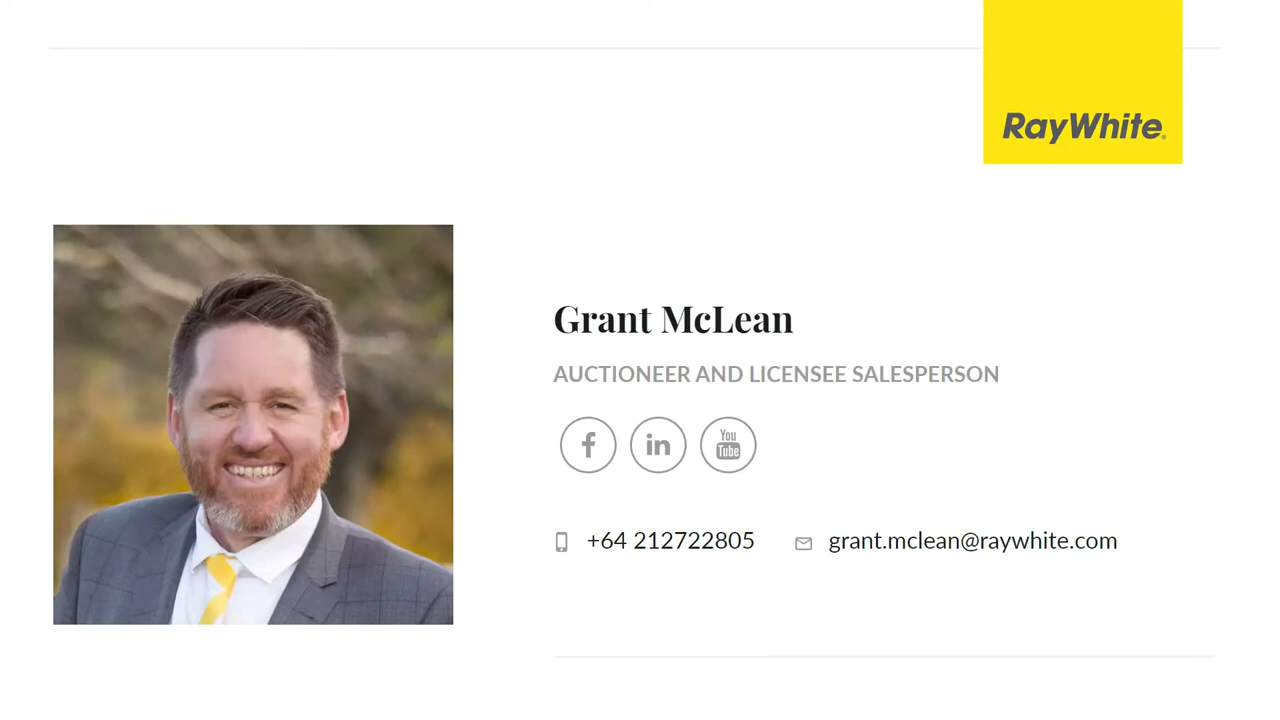 RayWhite
Grant McLean
AUCTIONEER AND LICENSEE SALESPERSON
f in You Tube
+64 212722805 grant.mclean@raywhite.com